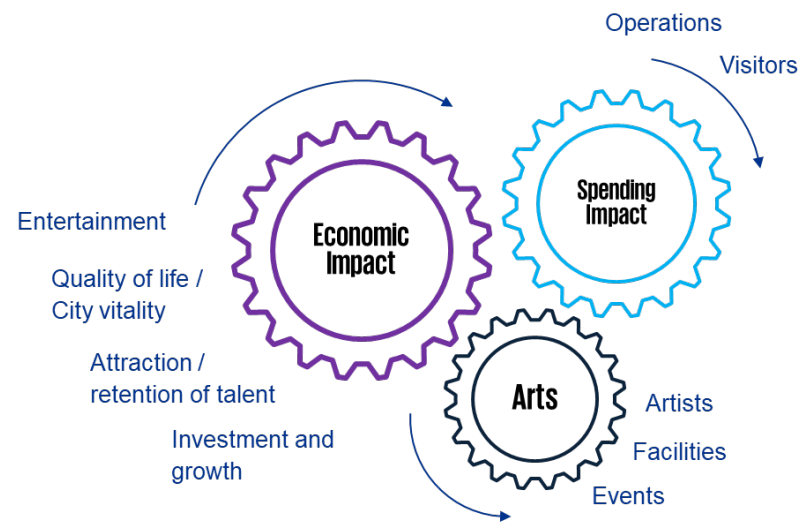 Operations
Visitors
Spending
Impact
Economic
Impact
Entertainment
Quality of life /
City vitality
Attraction /
retention of talent
Investment and
growth
Arts
Artists
Facilities
Events